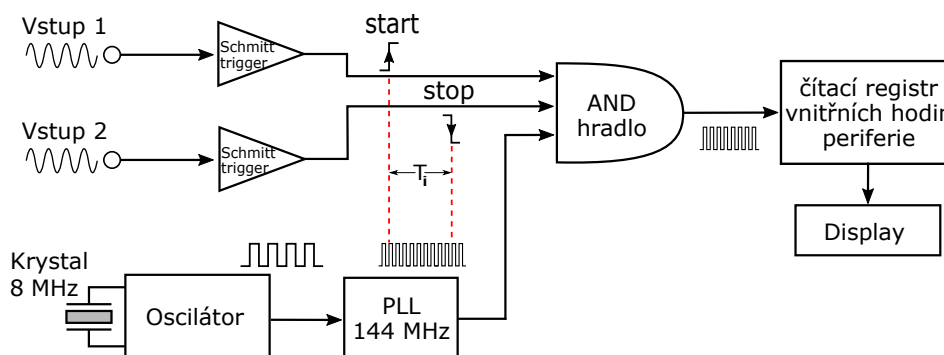 Vstup 1
Schmitt
trigger
start
stop
Vstup 2
Schmitt
trigger
Ti
AND
hradlo
čítací registr
vnitřních hodin
periferie
Display
Krystal
8 MHz
Oscilátor
PLL
144 MHz